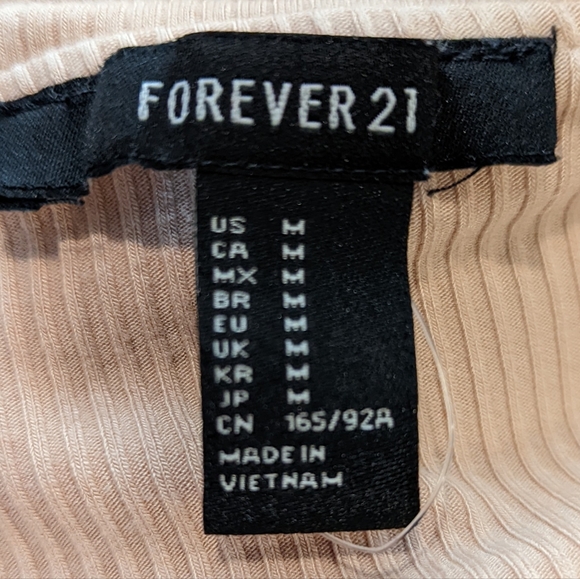 FOREVER 21
US M
CA M
MX M
BR M
EU M
UK M
KR M
JP M
CN 165/92A
MADE IN
VIETNAM